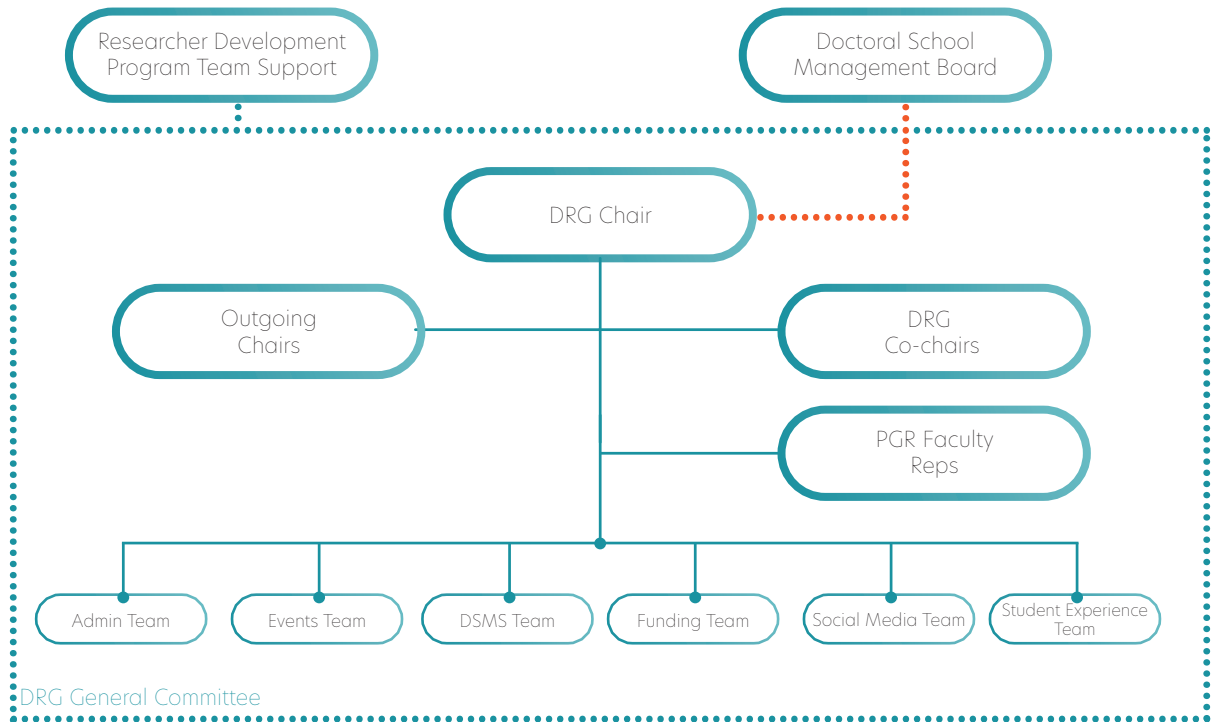 Researcher Development
Program Team Support
Doctoral School
Management Board
DRG Chair
Outgoing
Chairs
DRG
Co-chairs
PGR Faculty
Reps
Admin Team
Events Team
DSMS Team
Funding Team
Social Media Team
Student Experience
Team
DRG General Committee